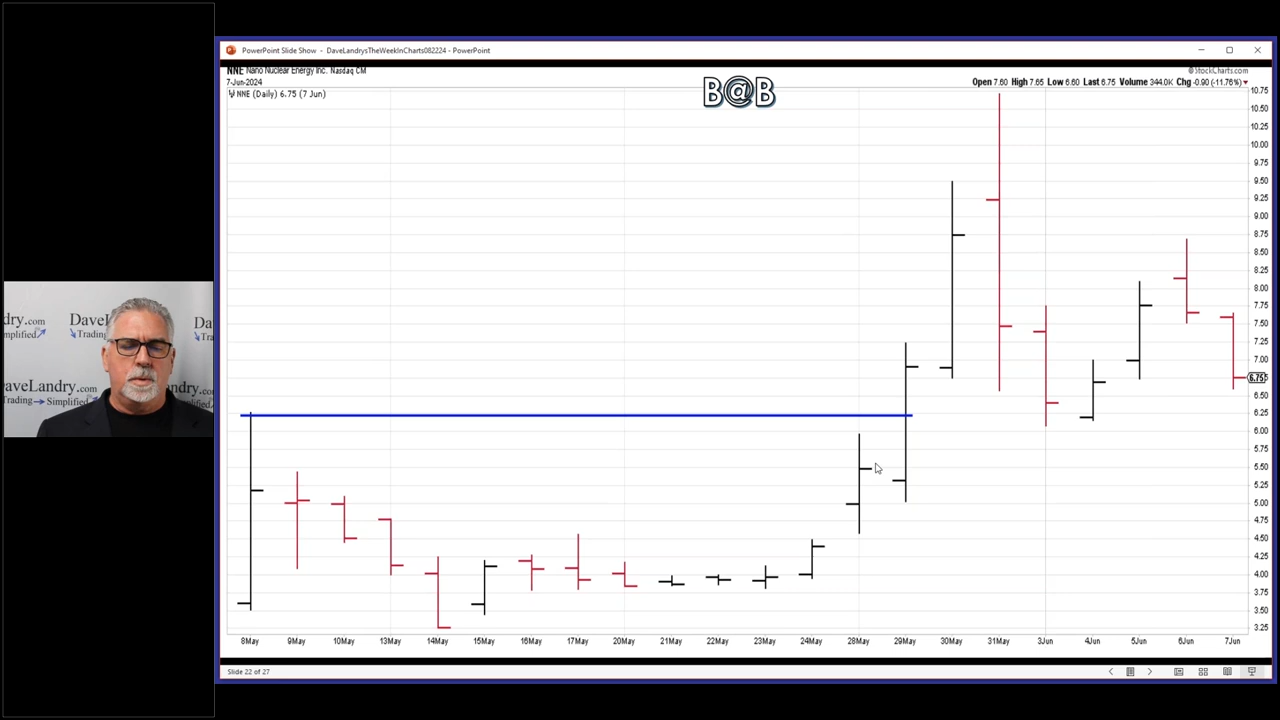 PowerPoint Slide Show - DaveLandrysTheWeekInCharts082224 - PowerPoint
NNE Nano Nuclear Energy Inc. Nasdaq CM
© StockCharts.com
7-Jun-2024
Open 7.60 High 7.65 Low 6.60 Last 6.75 Volume 344.0K Chg -0.90 (-11.76%)
NNE (Daily) 6.75 (7 Jun)
B@B
10.75
10.50
10.25
10.00
9.75
9.50
9.25
9.00
8.75
8.50
8.25
8.00
7.75
7.50
7.25
7.00
6.75
6.50
6.25
6.00
5.75
5.50
5.25
5.00
4.75
4.50
4.25
4.00
3.75
3.50
3.25
8May 9May 10May 13May 14May 15May 16May 17May 20May 21May 22May 23May 24May 28May 29May 30May 31May 3Jun 4Jun 5Jun 6Jun 7Jun
Slide 22 of 27
dry.com DaveL Da
mplified Trading Tra
DaveLandry.com
Trading Simplified